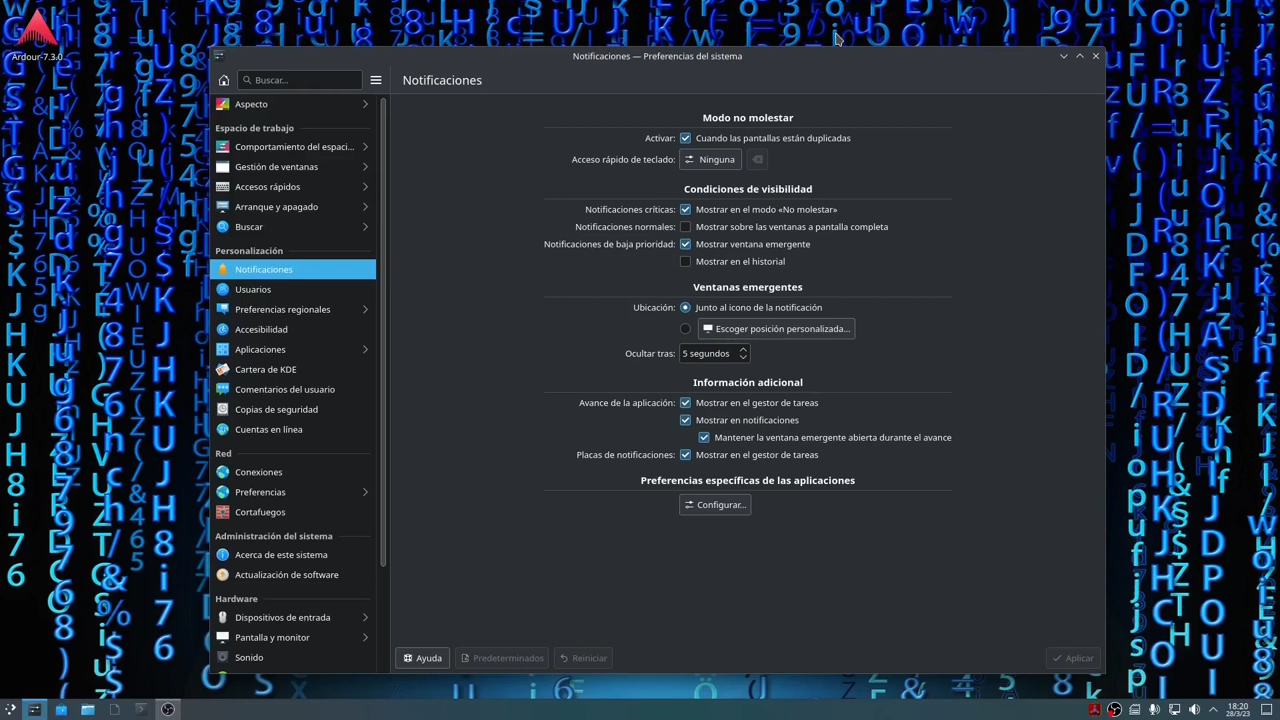 Ardour-7.3.0
Notificaciones — Preferencias del sistema
Buscar...
Notificaciones
Aspecto
Espacio de trabajo
Comportamiento del espaci...
Gestión de ventanas
Accesos rápidos
Arranque y apagado
Buscar
Personalización
Notificaciones
Usuarios
Preferencias regionales
Accesibilidad
Aplicaciones
Cartera de KDE
Comentarios del usuario
Copias de seguridad
Cuentas en línea
Red
Conexiones
Preferencias
Cortafuegos
Administración del sistema
Acerca de este sistema
Actualización de software
Hardware
Dispositivos de entrada
Pantalla y monitor
Sonido
Modo no molestar
Activar: Cuando las pantallas están duplicadas
Acceso rápido de teclado: Ninguna
Condiciones de visibilidad
Notificaciones críticas: Mostrar en el modo «No molestar»
Notificaciones normales: Mostrar sobre las ventanas a pantalla completa
Notificaciones de baja prioridad: Mostrar ventana emergente
Mostrar en el historial
Ventanas emergentes
Ubicación: Junto al icono de la notificación
Escoger posición personalizada...
Ocultar tras: 5 segundos
Información adicional
Avance de la aplicación: Mostrar en el gestor de tareas
Mostrar en notificaciones
Mantener la ventana emergente abierta durante el avance
Placas de notificaciones: Mostrar en el gestor de tareas
Preferencias específicas de las aplicaciones
Configurar...
Ayuda
Predeterminados
Reiniciar
Aplicar
18:20
28/3/23